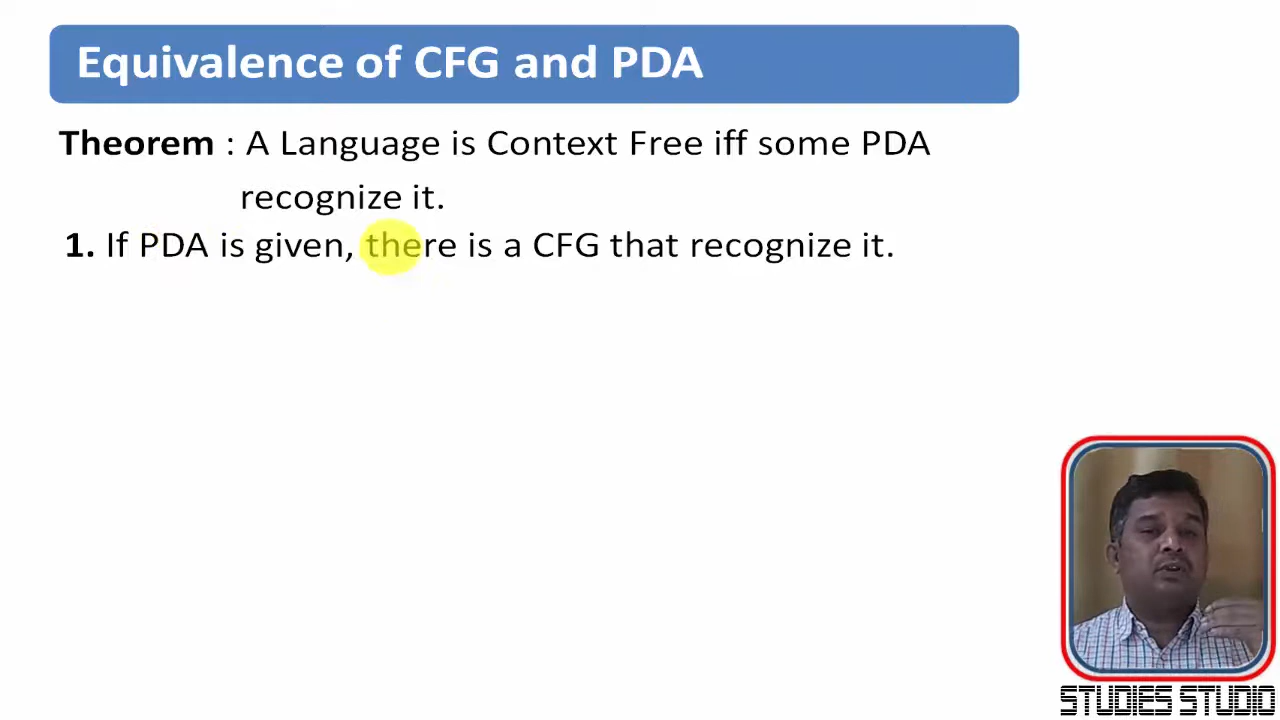 Equivalence of CFG and PDA
Theorem : A Language is Context Free iff some PDA
recognize it.
1. If PDA is given, there is a CFG that recognize it.
STUDIES STUDIO